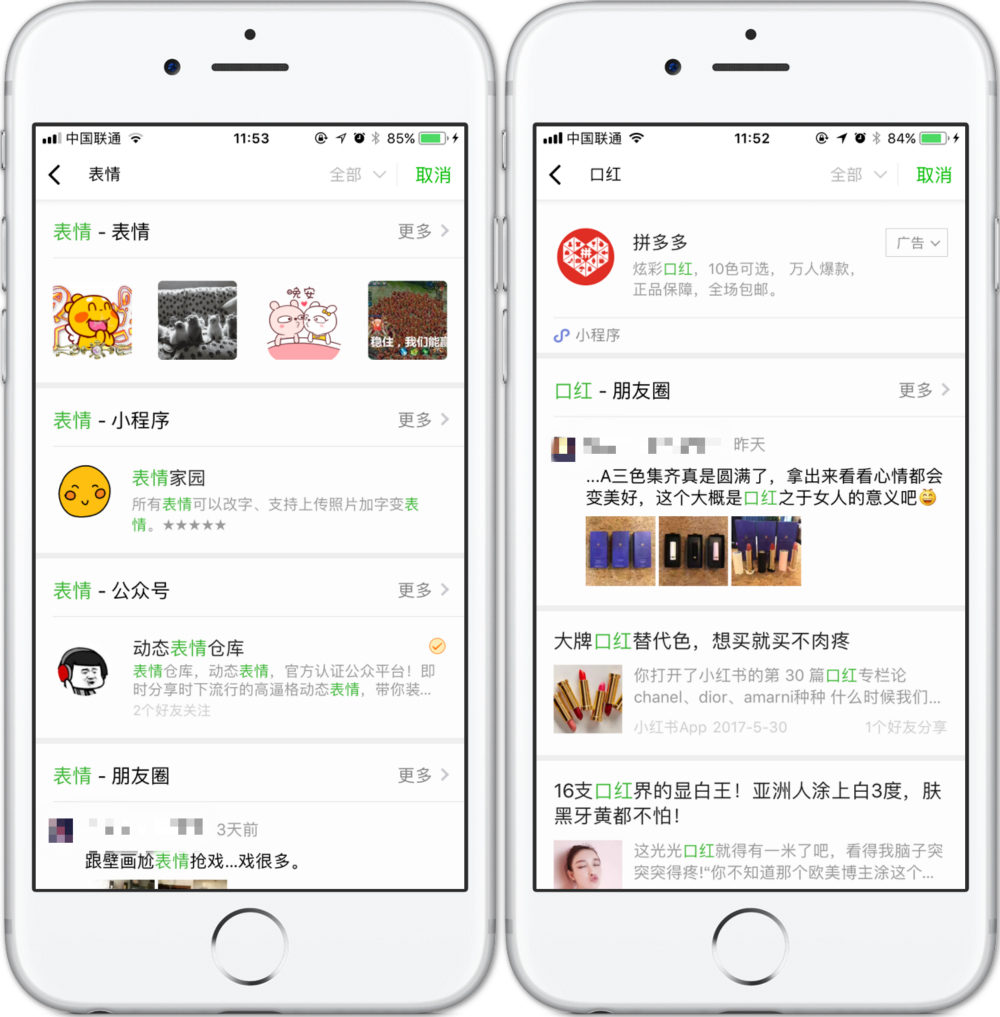 中国联通
11:53
85%
表情
全部
取消
表情 - 表情
更多
晚安
稳住，我们能赢
表情 - 小程序
更多
表情家园
所有表情可以改字、支持上传照片加字变表
情。★★★★★
表情 - 公众号
更多
动态表情仓库
表情仓库，动态表情，官方认证公众平台！即
时分享时下流行的高逼格动态表情，带你装...
2个好友关注
表情 - 朋友圈
更多
3天前
跟壁画尬表情抢戏...戏很多。
中国联通
11:52
84%
口红
全部
取消
拼多多
广告
拼
炫彩口红，10色可选， 万人爆款，
正品保障，全场包邮。
小程序
口红 - 朋友圈
更多
昨天
...A三色集齐真是圆满了，拿出来看看心情都会
变美好，这个大概是口红之于女人的意义吧😄
大牌口红替代色，想买就买不肉疼
你打开了小红书的第 30 篇口红专栏论
chanel、dior、amarni种种 什么时候我们...
小红书App 2017-5-30
1个好友分享
16支口红界的显白王！亚洲人涂上白3度，肤
黑牙黄都不怕！
这光光口红就得有一米了吧，看得我脑子突
突突得疼!“你不知道那个欧美博主涂这个...